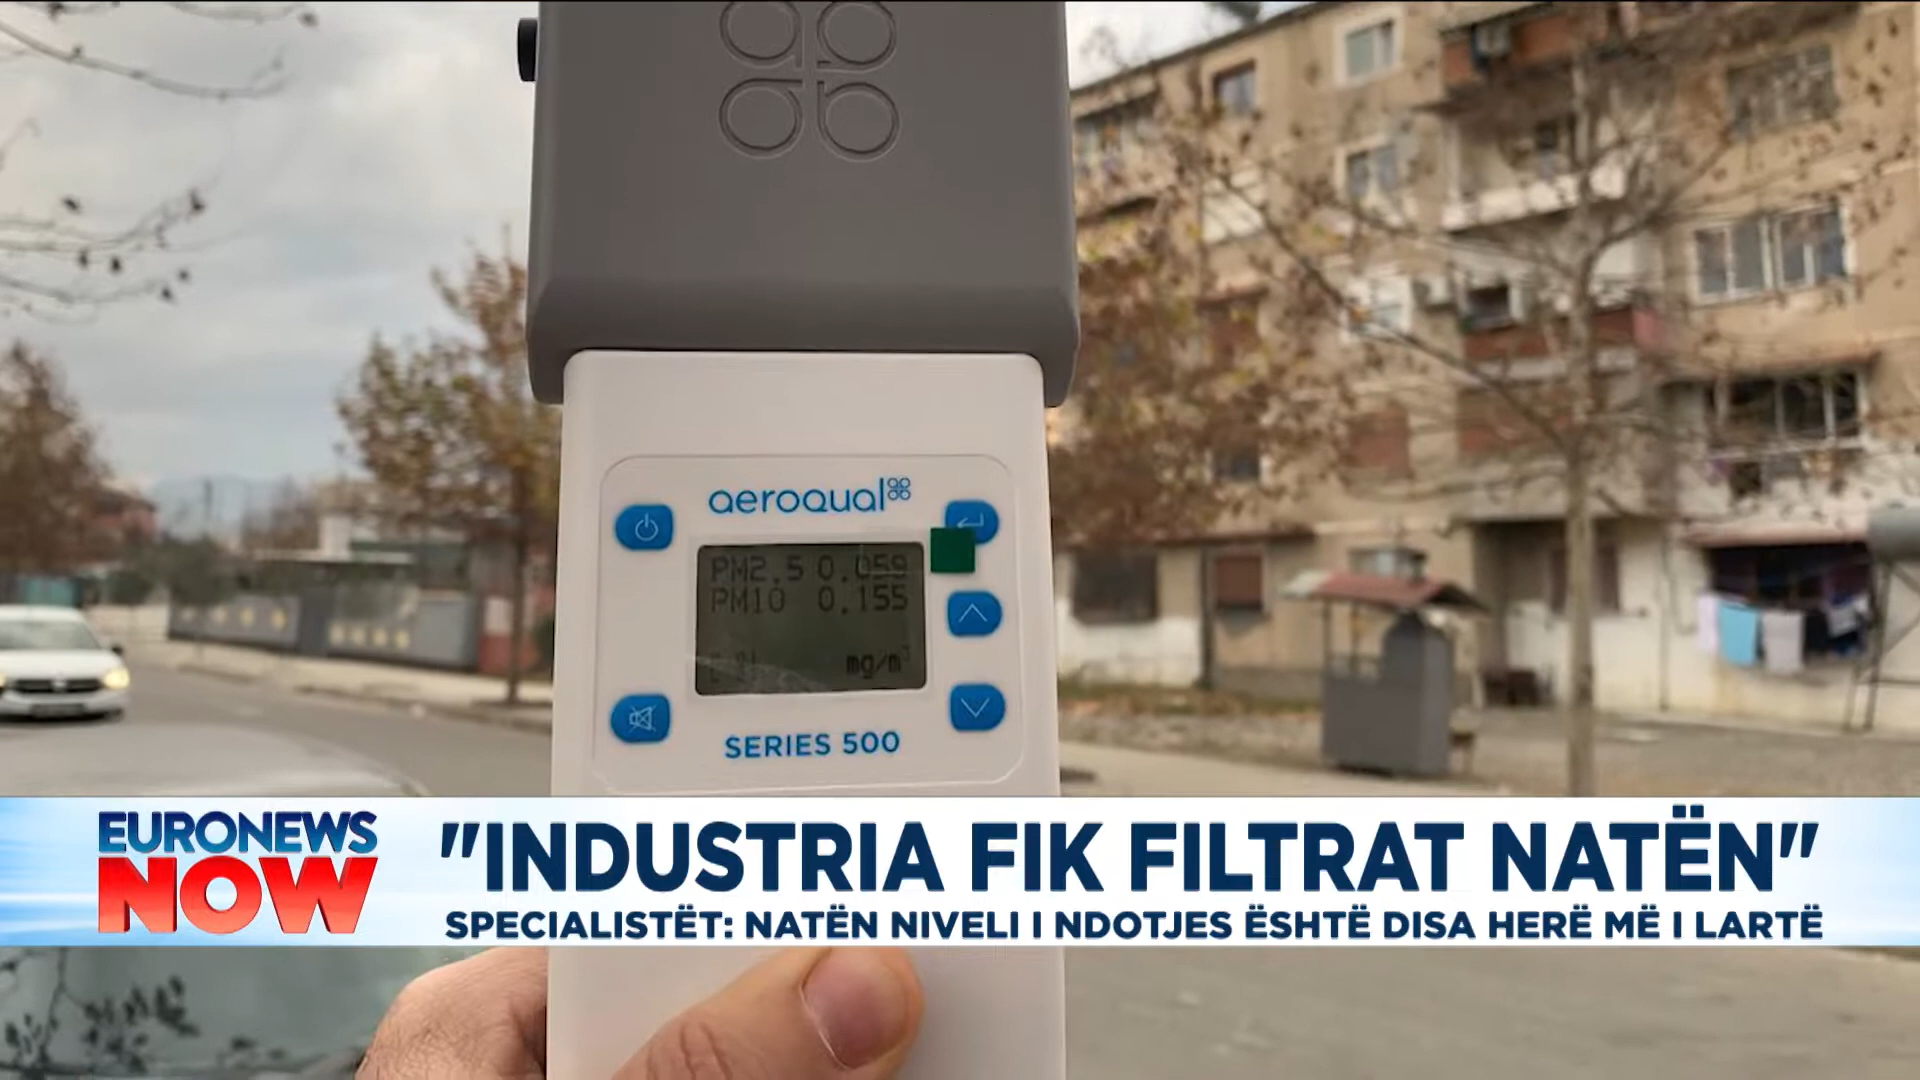 aeroqual
PM2.5 0.059
PM10 0.155
mg/m³
SERIES 500
EURONEWS
NOW
"INDUSTRIA FIK FILTRAT NATËN"
SPECIALISTËT: NATËN NIVELI I NDOTJES ËSHTË DISA HERË MË I LARTË